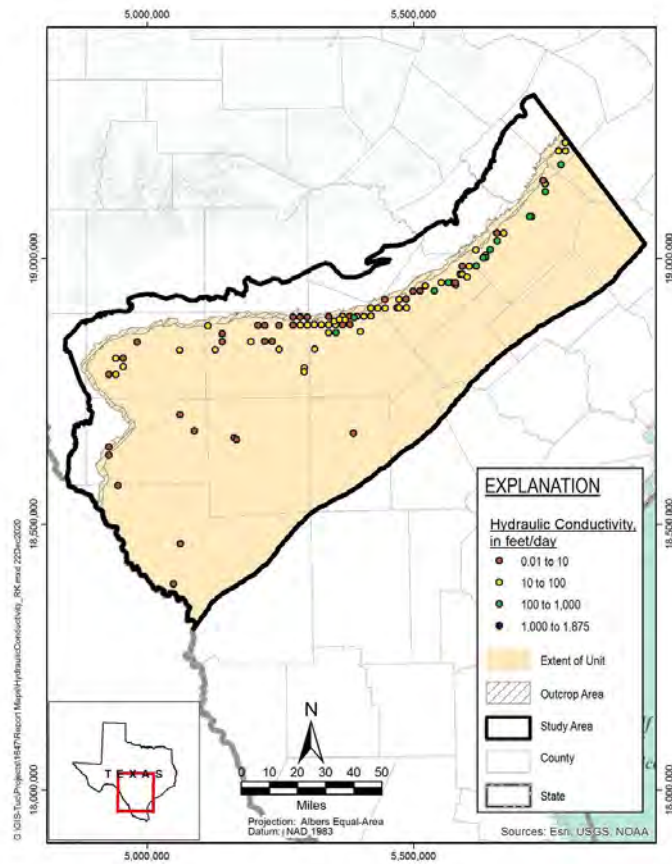 5,000,000
5,500,000
19,000,000
19,000,000
18,500,000
18,500,000
18,000,000
18,000,000
EXPLANATION
Hydraulic Conductivity,
in feet/day
0.01 to 10
10 to 100
100 to 1,000
1,000 to 1,875
Extent of Unit
Outcrop Area
Study Area
County
State
TEXAS
N
0 10 20 30 40 50
Miles
Projection: Albers Equal-Area
Datum: NAD 1983
Sources: Esri, USGS, NOAA
5,000,000
5,500,000